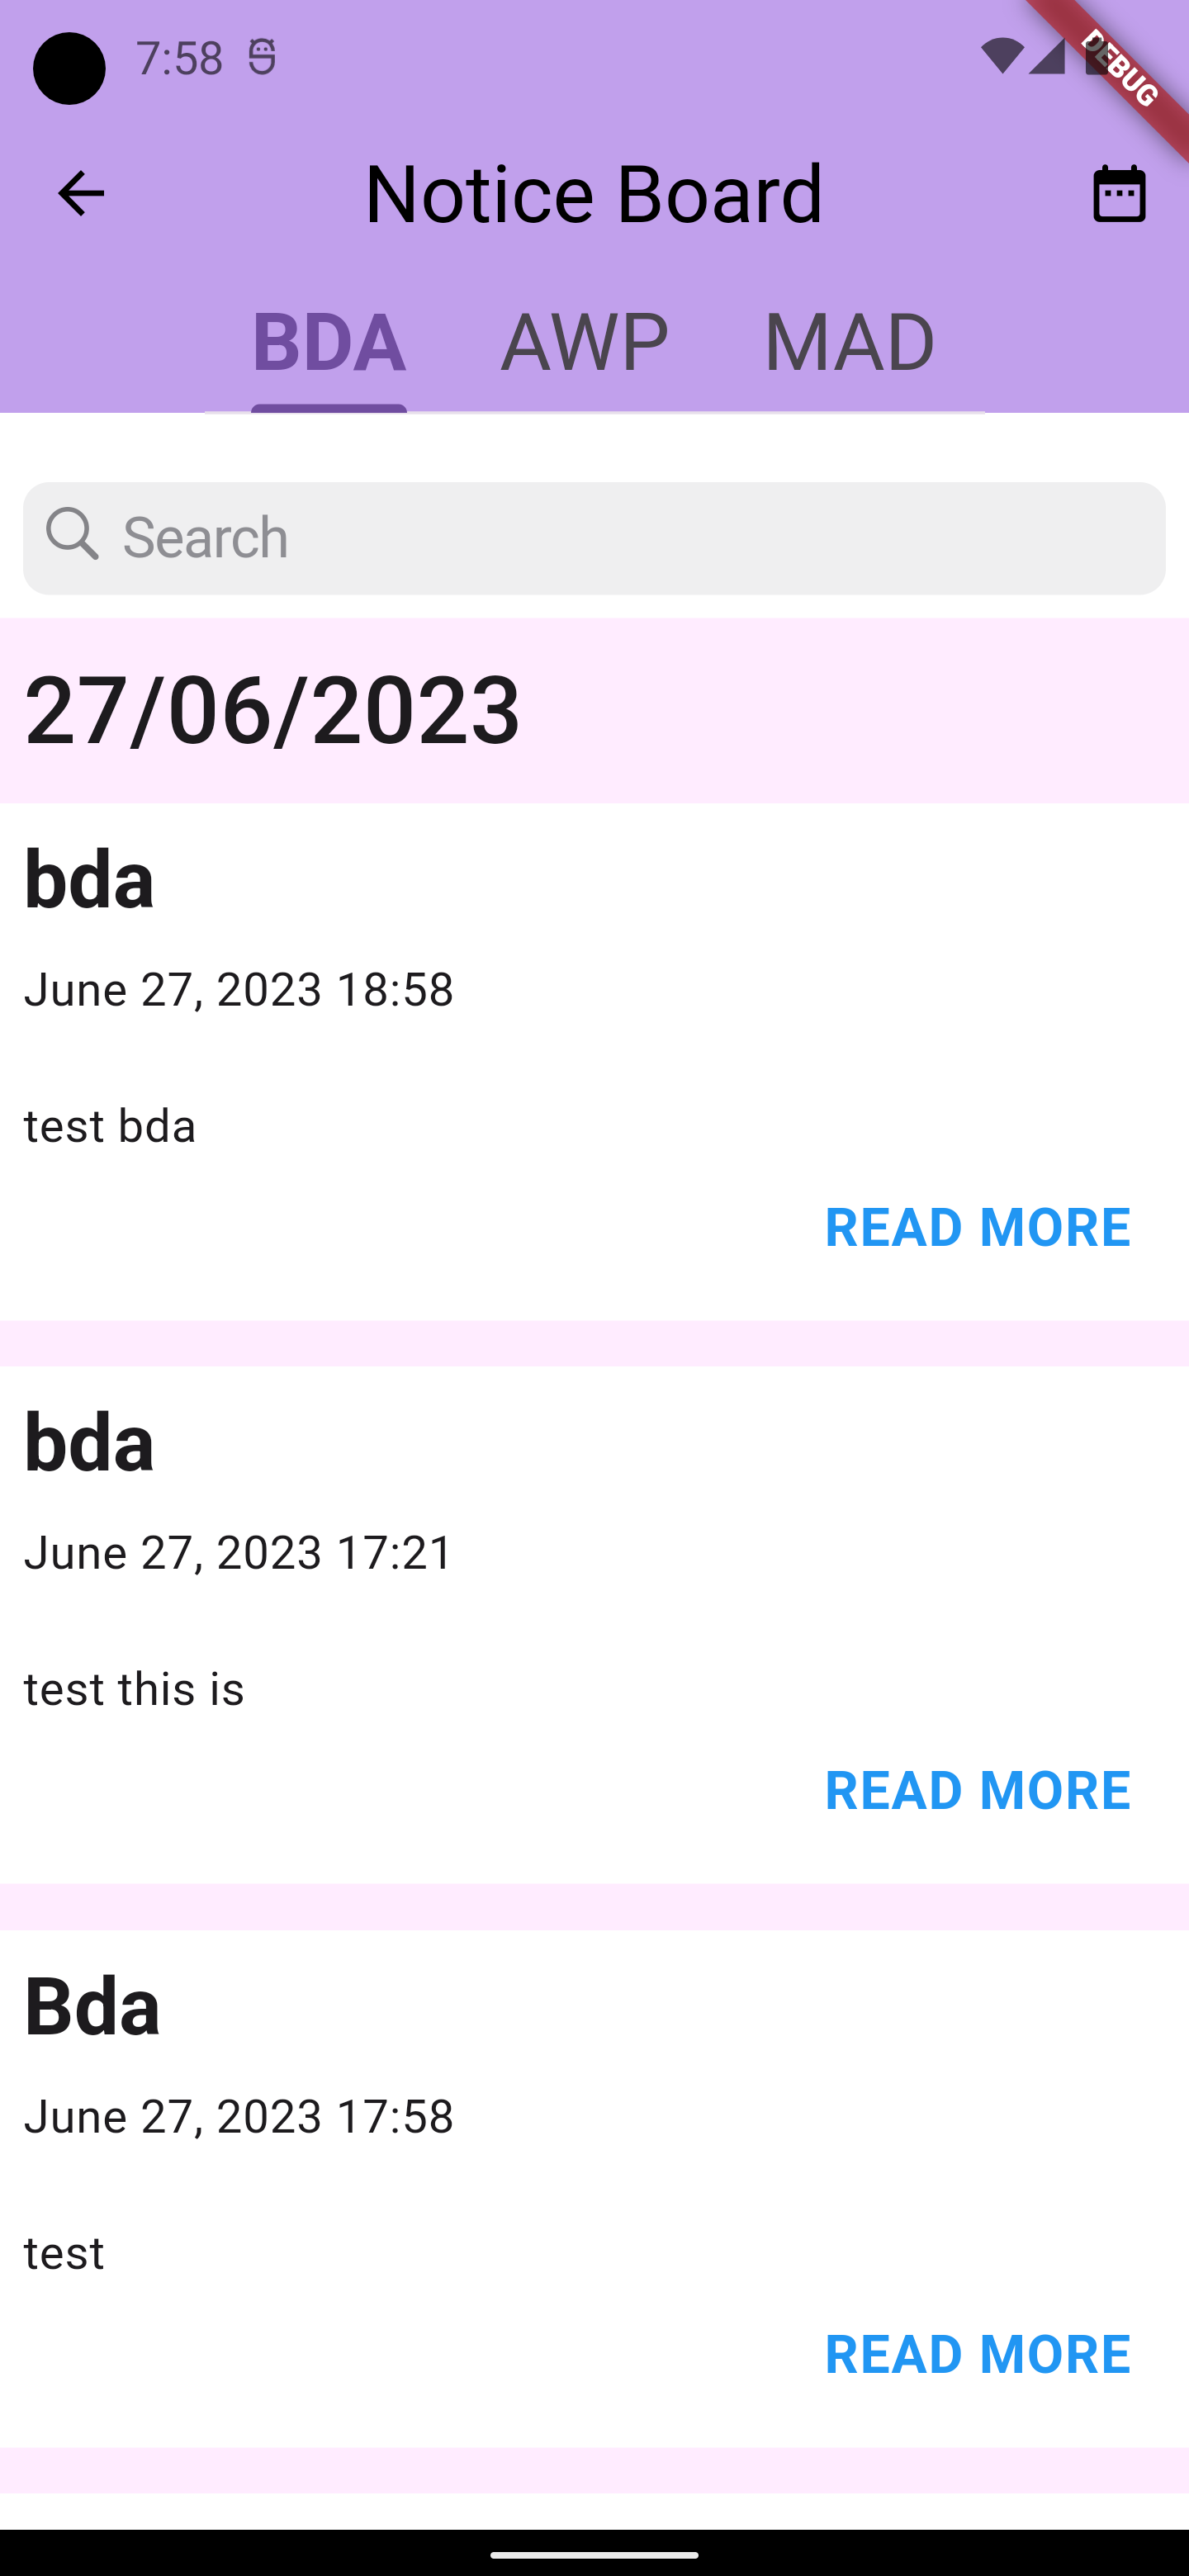 7:58
DEBUG
Notice Board
BDA AWP MAD
Search
27/06/2023
bda
June 27, 2023 18:58
test bda
READ MORE
bda
June 27, 2023 17:21
test this is
READ MORE
Bda
June 27, 2023 17:58
test
READ MORE